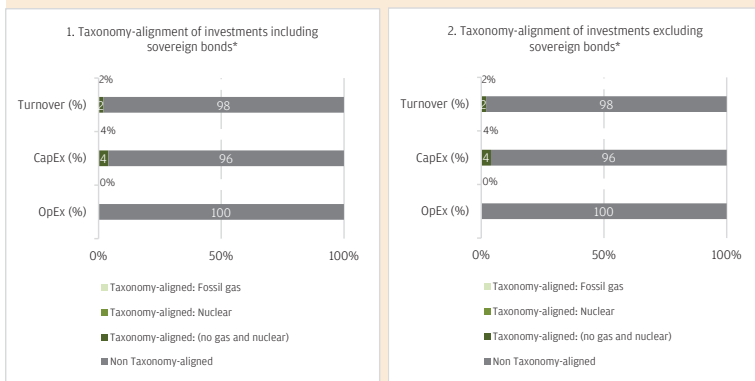 1. Taxonomy-alignment of investments including
sovereign bonds*
2%
Turnover (%)
2
98
4%
CapEx (%)
4
96
0%
OpEx (%)
100
0%
50%
100%
Taxonomy-aligned: Fossil gas
Taxonomy-aligned: Nuclear
Taxonomy-aligned: (no gas and nuclear)
Non Taxonomy-aligned
2. Taxonomy-alignment of investments excluding
sovereign bonds*
2%
Turnover (%)
2
98
4%
CapEx (%)
4
96
0%
OpEx (%)
100
0%
50%
100%
Taxonomy-aligned: Fossil gas
Taxonomy-aligned: Nuclear
Taxonomy-aligned: (no gas and nuclear)
Non Taxonomy-aligned